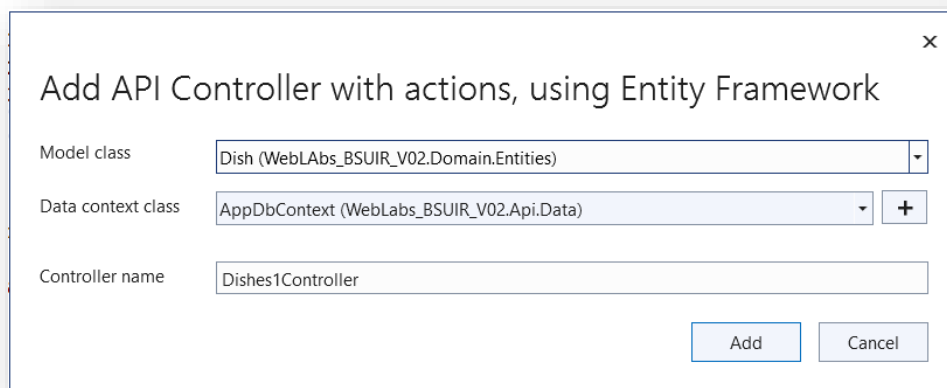 Add API Controller with actions, using Entity Framework
Model class
Dish (WebLAbs_BSUIR_V02.Domain.Entities)
Data context class
AppDbContext (WebLabs_BSUIR_V02.Api.Data)
Controller name
Dishes1Controller
Add
Cancel